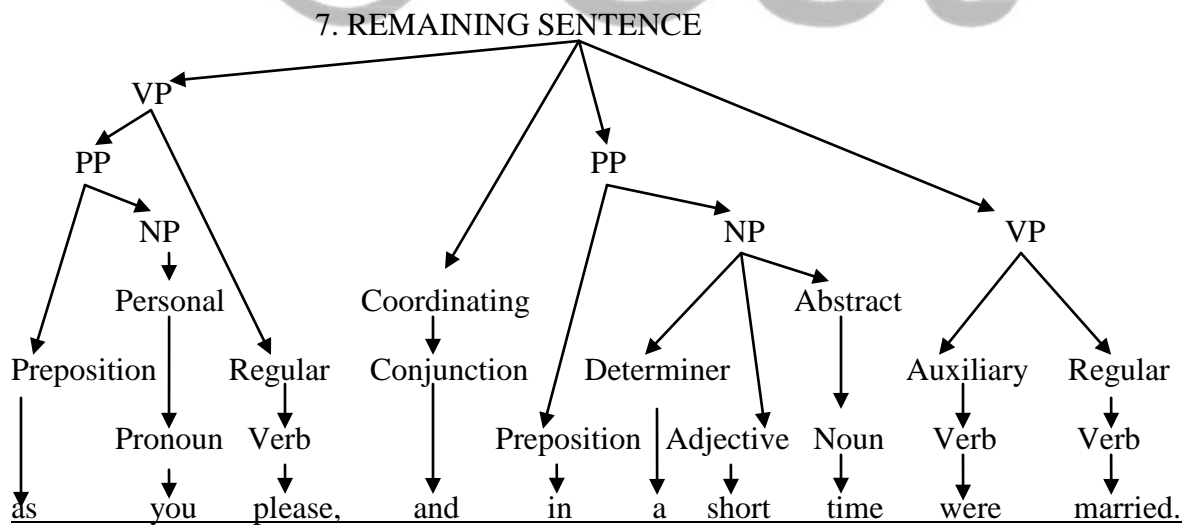 7. REMAINING SENTENCE
VP
PP PP
NP NP VP
Personal Coordinating Abstract
Preposition Regular Conjunction Determiner Auxiliary Regular
Pronoun Verb Preposition Adjective Noun Verb Verb
as you please, and in a short time were married.